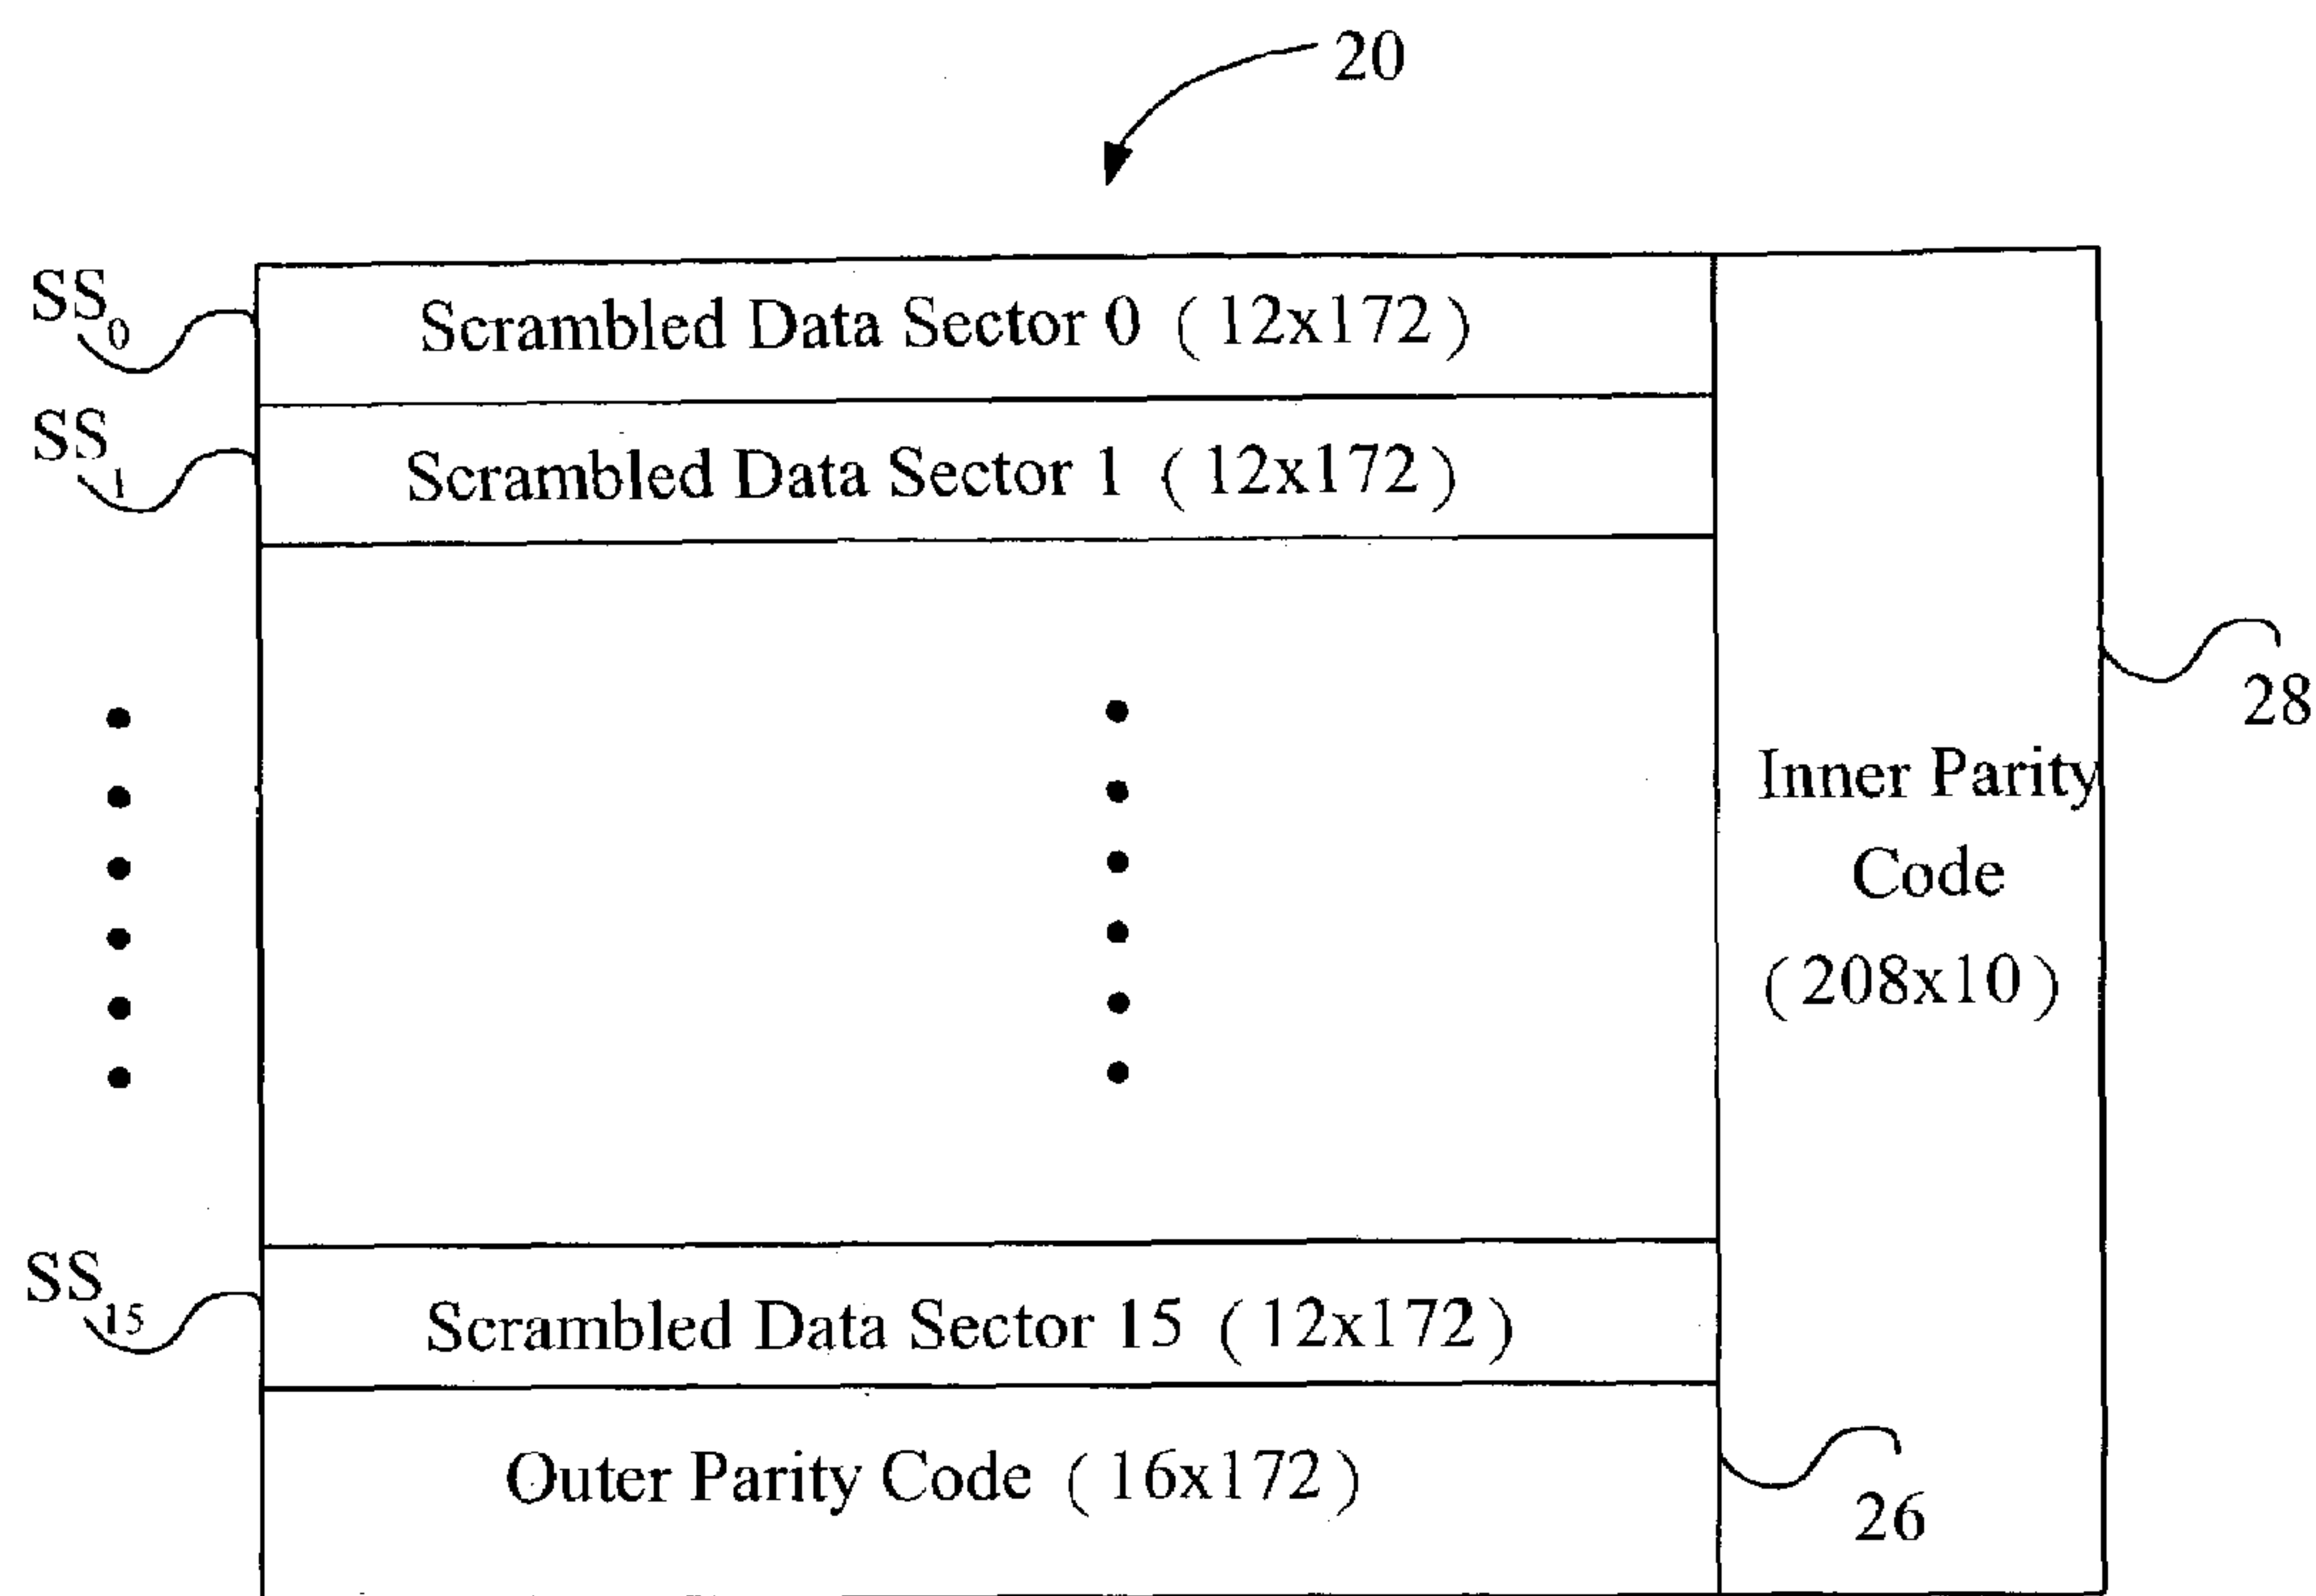 20
SS0
Scrambled Data Sector 0 ( 12x172 )
SS1
Scrambled Data Sector 1 ( 12x172 )
28
Inner Parity
Code
( 208x10 )
SS15
Scrambled Data Sector 15 ( 12x172 )
Outer Parity Code ( 16x172 )
26